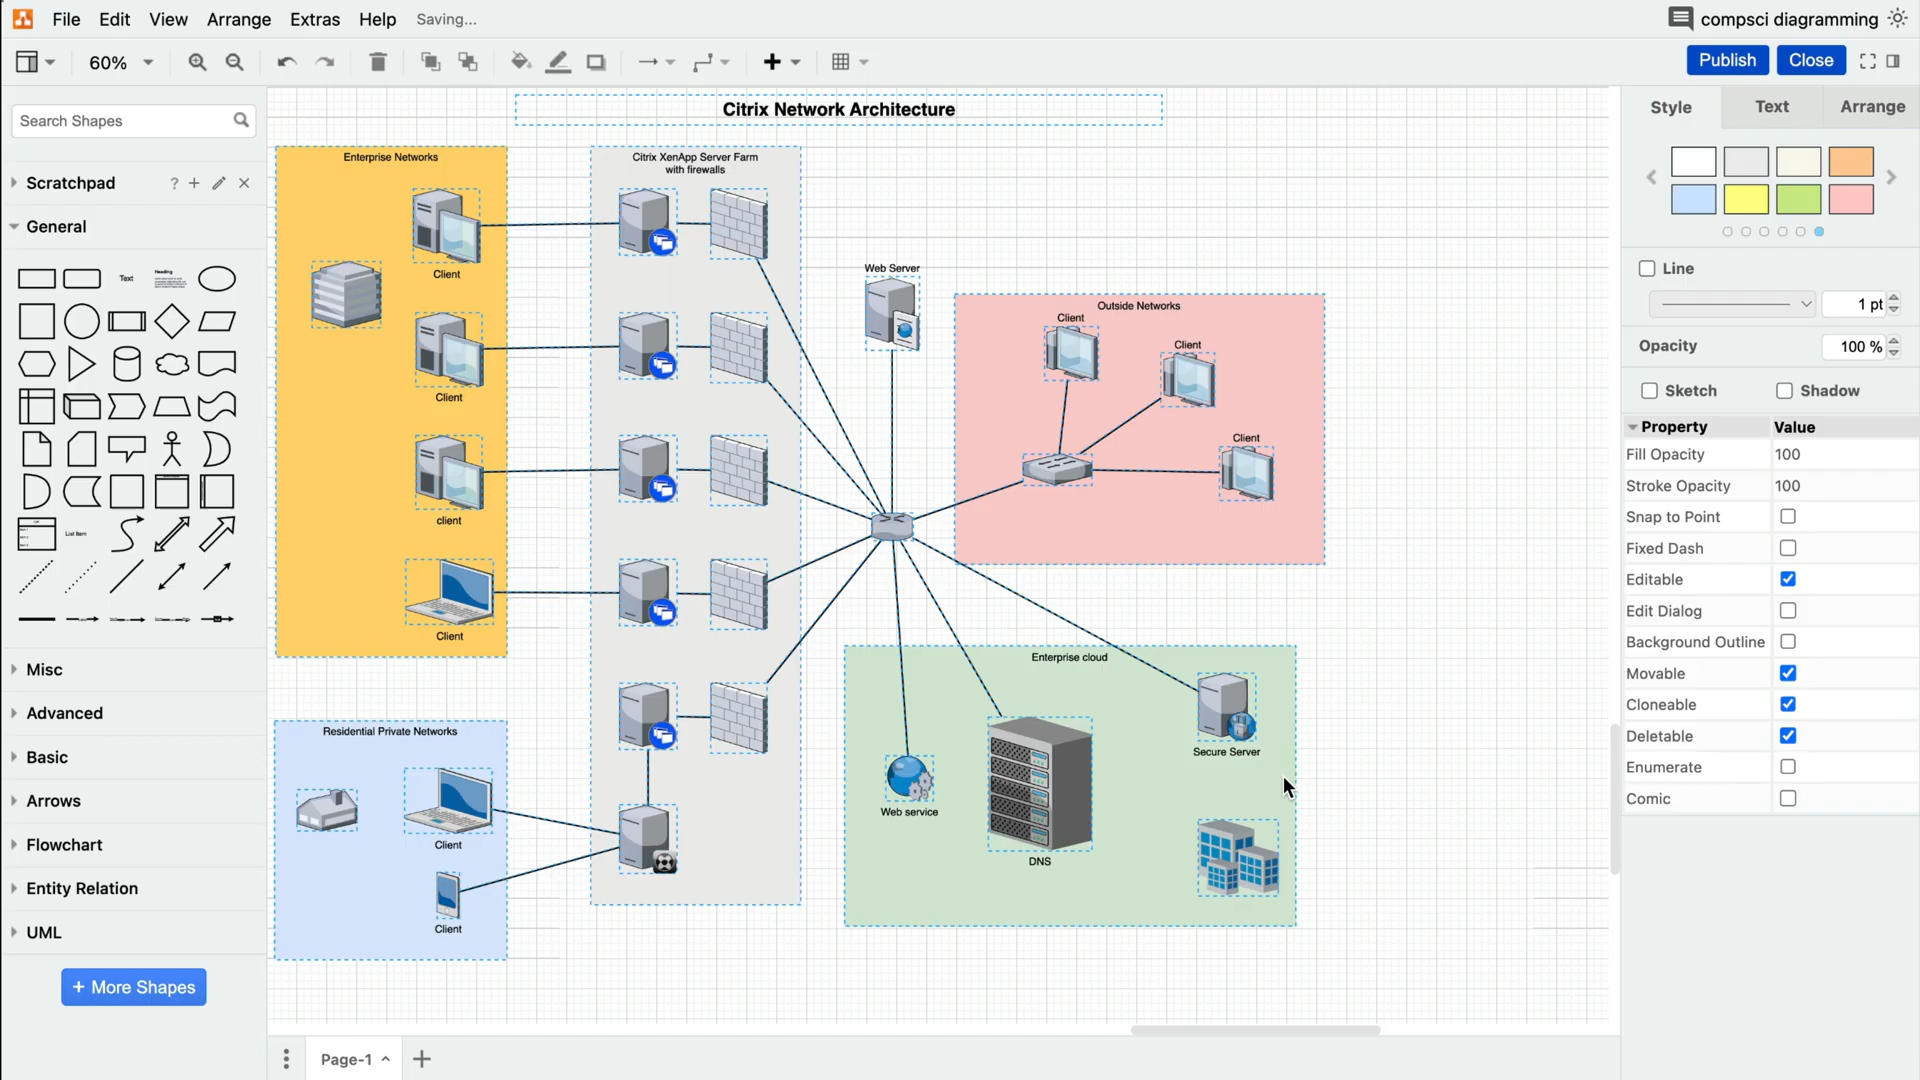 File Edit View Arrange Extras Help Saving...
compsci diagramming
60%
Publish Close
Search Shapes
Scratchpad ?
General
Text Heading
List Item
Misc
Advanced
Basic
Arrows
Flowchart
Entity Relation
UML
+ More Shapes
Citrix Network Architecture
Enterprise Networks
Client
Client
client
Client
Residential Private Networks
Client
Client
Citrix XenApp Server Farm
with firewalls
Web Server
Outside Networks
Client
Client
Client
Enterprise cloud
Secure Server
Web service
DNS
Page-1
Style Text Arrange
Line
1 pt
Opacity 100 %
Sketch Shadow
Property Value
Fill Opacity 100
Stroke Opacity 100
Snap to Point
Fixed Dash
Editable
Edit Dialog
Background Outline
Movable
Cloneable
Deletable
Enumerate
Comic